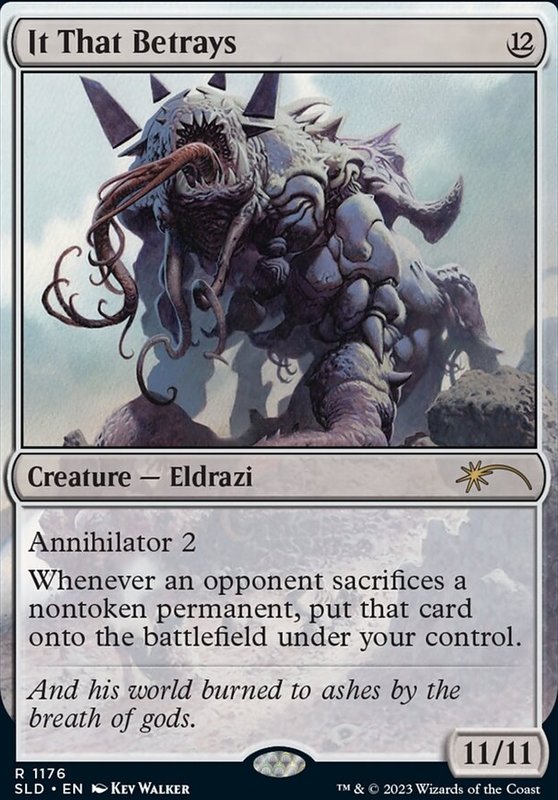 It That Betrays
12
Creature — Eldrazi
Annihilator 2
Whenever an opponent sacrifices a
nontoken permanent, put that card
onto the battlefield under your control.
And his world burned to ashes by the
breath of gods.
11/11
R 1176
SLD • EN Kev Walker
™ & © 2023 Wizards of the Coast